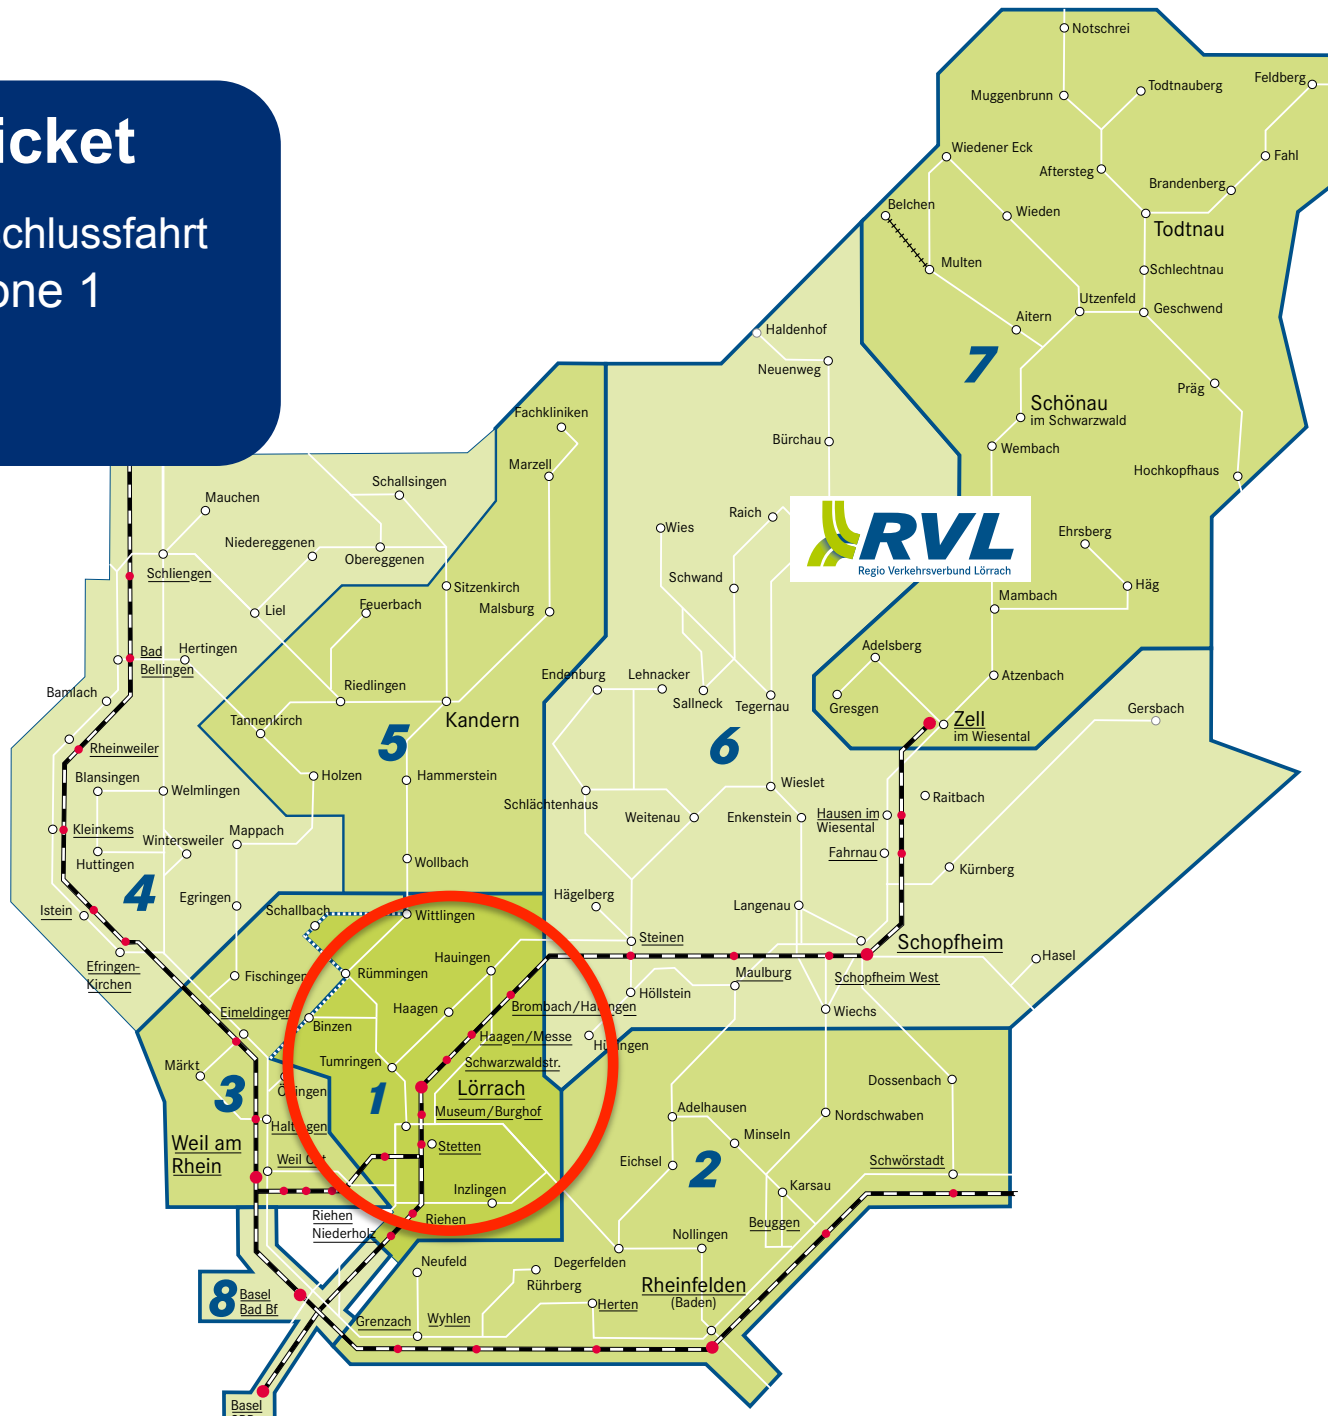 icket
schlussfahrt
one 1
Notschrei
Muggenbrunn
Todtnauberg
Feldberg
Wiedener Eck
Aftersteg
Fahl
Brandenberg
Belchen
Wieden
Todtnau
Multen
Schlechtnau
Utzenfeld
Geschwend
Aitern
Haldenhof
7
Neuenweg
Präg
Schönau
im Schwarzwald
Fachkliniken
Bürchau
Wembach
Marzell
Hochkopfhaus
Schallsingen
Mauchen
Raich
RVL
Regio Verkehrsverbund Lörrach
Wies
Ehrsberg
Niedereggenen
Obereggenen
Schliengen
Schwand
Häg
Sitzenkirch
Mambach
Liel
Feuerbach
Malsburg
Adelsberg
Bad
Bellingen
Hertingen
Endenburg
Lehnacker
Atzenbach
Bamlach
Riedlingen
Sallneck
Tegernau
Gresgen
Gersbach
Tannenkirch
Kandern
Zell
im Wiesental
5
6
Rheinweiler
Blansingen
Welmlingen
Holzen
Hammerstein
Wieslet
Schlächtenhaus
Raitbach
Weitenau
Enkenstein
Hausen im
Wiesental
Kleinkems
Wintersweiler
Mappach
Huttingen
Wollbach
Fahrnau
Kürnberg
4
Egringen
Hägelberg
Langenau
Istein
Schallbach
Wittlingen
Steinen
Schopfheim
Hauingen
Hasel
Efringen-
Kirchen
Fischingen
Rümmingen
Maulburg
Schopfheim West
Höllstein
Eimeldingen
Haagen
Brombach/Hauingen
Wiechs
Binzen
Haagen/Messe
Hüsingen
Märkt
Tumringen
Schwarzwaldstr.
Dossenbach
3
Ötlingen
1
Lörrach
Museum/Burghof
Adelhausen
Nordschwaben
Haltingen
Minseln
Weil am
Rhein
Stetten
Weil Ost
Eichsel
2
Schwörstadt
Inzlingen
Karsau
Riehen
Niederholz
Riehen
Beuggen
Nollingen
Neufeld
Degerfelden
Rührberg
Rheinfelden
(Baden)
8
Basel
Bad Bf
Herten
Grenzach
Wyhlen
Basel